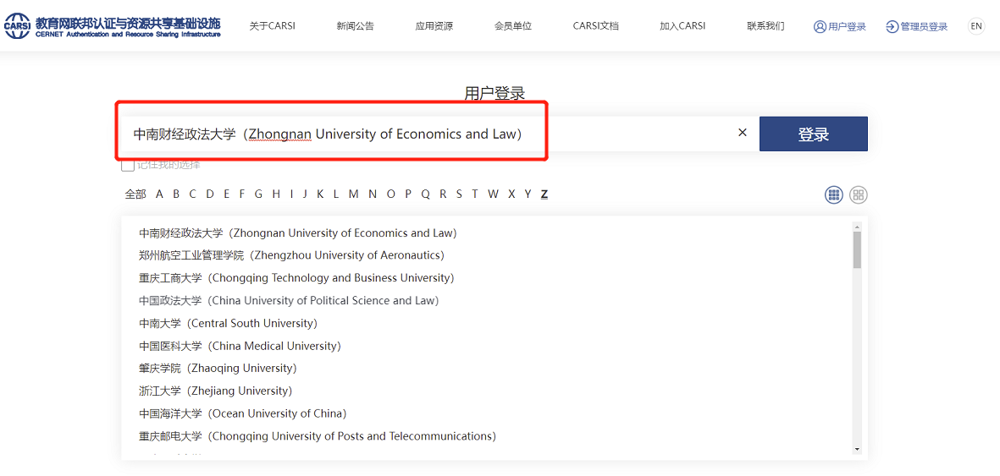 CARSI 教育网联邦认证与资源共享基础设施
CERNET Authentication and Resource Sharing Infrastructure
关于CARSI 新闻公告 应用资源 会员单位 CARSI文档 加入CARSI 联系我们 用户登录 管理员登录 EN
用户登录
中南财经政法大学（Zhongnan University of Economics and Law） × 登录
记住我的选择
全部 A B C D E F G H I J K L M N O P Q R S T W X Y Z
中南财经政法大学（Zhongnan University of Economics and Law）
郑州航空工业管理学院（Zhengzhou University of Aeronautics）
重庆工商大学（Chongqing Technology and Business University）
中国政法大学（China University of Political Science and Law）
中南大学（Central South University）
中国医科大学（China Medical University）
肇庆学院（Zhaoqing University）
浙江大学（Zhejiang University）
中国海洋大学（Ocean University of China）
重庆邮电大学（Chongqing University of Posts and Telecommunications）